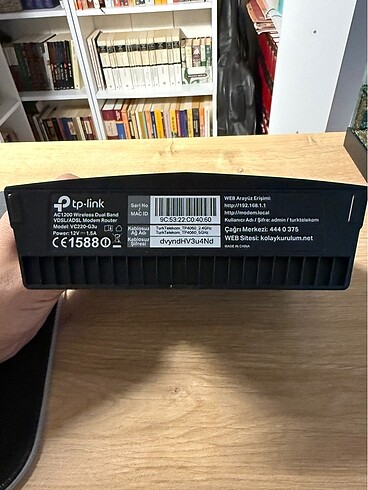 tp-link
AC1200 Wireless Dual Band
VDSL/ADSL Modem Router
Model: VC220-G3u
Power: 12V⎓1.5A
CE1588
Seri No
MAC ID
9C:53:22:C0:40:60
Kablosuz
Ağ Adı
TurkTelekom_TP4060_2.4GHz
TurkTelekom_TP4060_5GHz
Kablosuz
Şifresi
dvyndHV3u4Nd
WEB Arayüz Erişimi:
http://192.168.1.1
http://modem.local
Kullanıcı Adı / Şifre: admin / turktelekom
Çağrı Merkezi: 444 0 375
WEB Sitesi: kolaykurulum.net
MADE IN CHINA